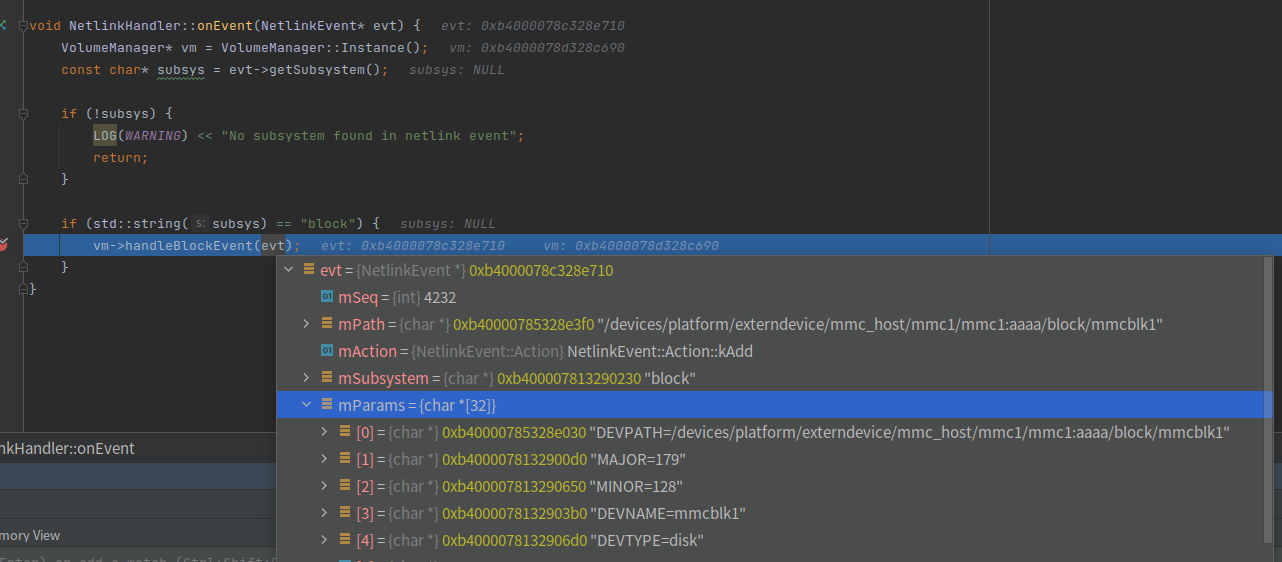 void NetlinkHandler::onEvent(NetlinkEvent* evt) {   evt: 0xb4000078c328e710
VolumeManager* vm = VolumeManager::Instance();   vm: 0xb4000078d328c690
const char* subsys = evt->getSubsystem();   subsys: NULL
if (!subsys) {
LOG(WARNING) << "No subsystem found in netlink event";
return;
}
if (std::string( s: subsys) == "block") {   subsys: NULL
vm->handleBlockEvent(evt);   evt: 0xb4000078c328e710   vm: 0xb4000078d328c690
}
}
evt = {NetlinkEvent *} 0xb4000078c328e710
01 mSeq = {int} 4232
mPath = {char *} 0xb40000785328e3f0 "/devices/platform/externdevice/mmc_host/mmc1/mmc1:aaaa/block/mmcblk1"
01 mAction = {NetlinkEvent::Action} NetlinkEvent::Action::kAdd
mSubsystem = {char *} 0xb400007813290230 "block"
mParams = {char *[32]}
[0] = {char *} 0xb40000785328e030 "DEVPATH=/devices/platform/externdevice/mmc_host/mmc1/mmc1:aaaa/block/mmcblk1"
[1] = {char *} 0xb4000078132900d0 "MAJOR=179"
[2] = {char *} 0xb400007813290650 "MINOR=128"
[3] = {char *} 0xb4000078132903b0 "DEVNAME=mmcblk1"
[4] = {char *} 0xb4000078132906d0 "DEVTYPE=disk"
nkHandler::onEvent
mory View